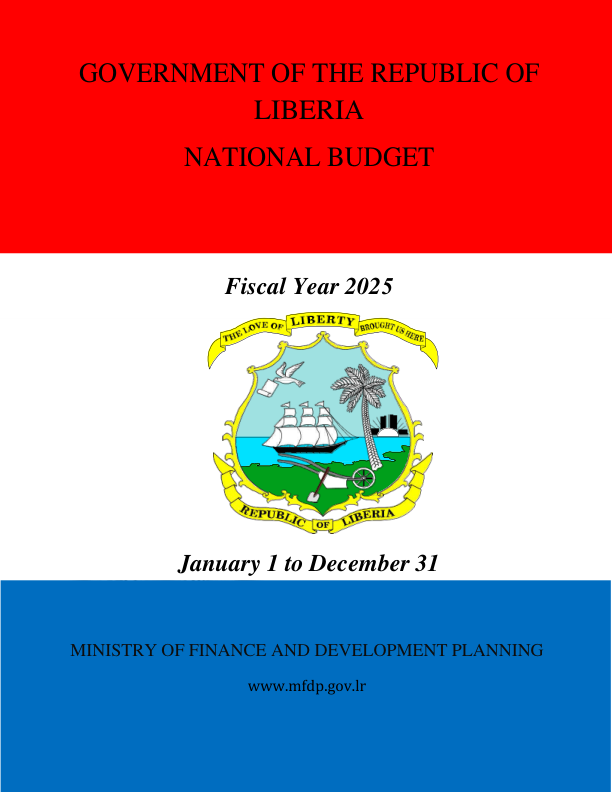 GOVERNMENT OF THE REPUBLIC OF
LIBERIA
NATIONAL BUDGET
Fiscal Year 2025
THE LOVE OF LIBERTY BROUGHT US HERE
REPUBLIC OF LIBERIA
January 1 to December 31
MINISTRY OF FINANCE AND DEVELOPMENT PLANNING
www.mfdp.gov.lr